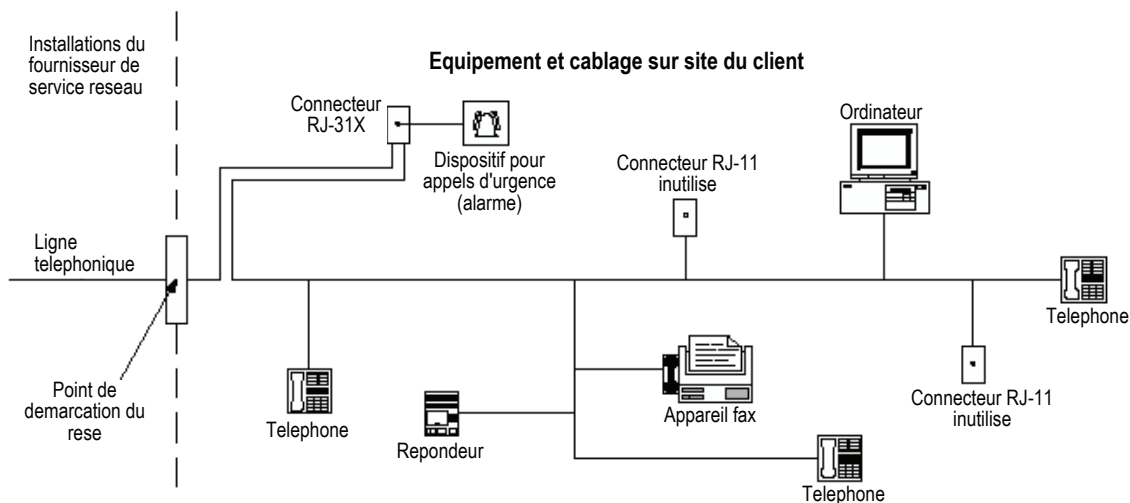 Installations du
fournisseur de
service reseau
Equipement et cablage sur site du client
Connecteur
RJ-31X
Dispositif pour
appels d'urgence
(alarme)
Connecteur RJ-11
inutilise
Ordinateur
Ligne
telephonique
Telephone
Point de
demarcation du
rese
Telephone
Repondeur
Appareil fax
Connecteur RJ-11
inutilise
Telephone